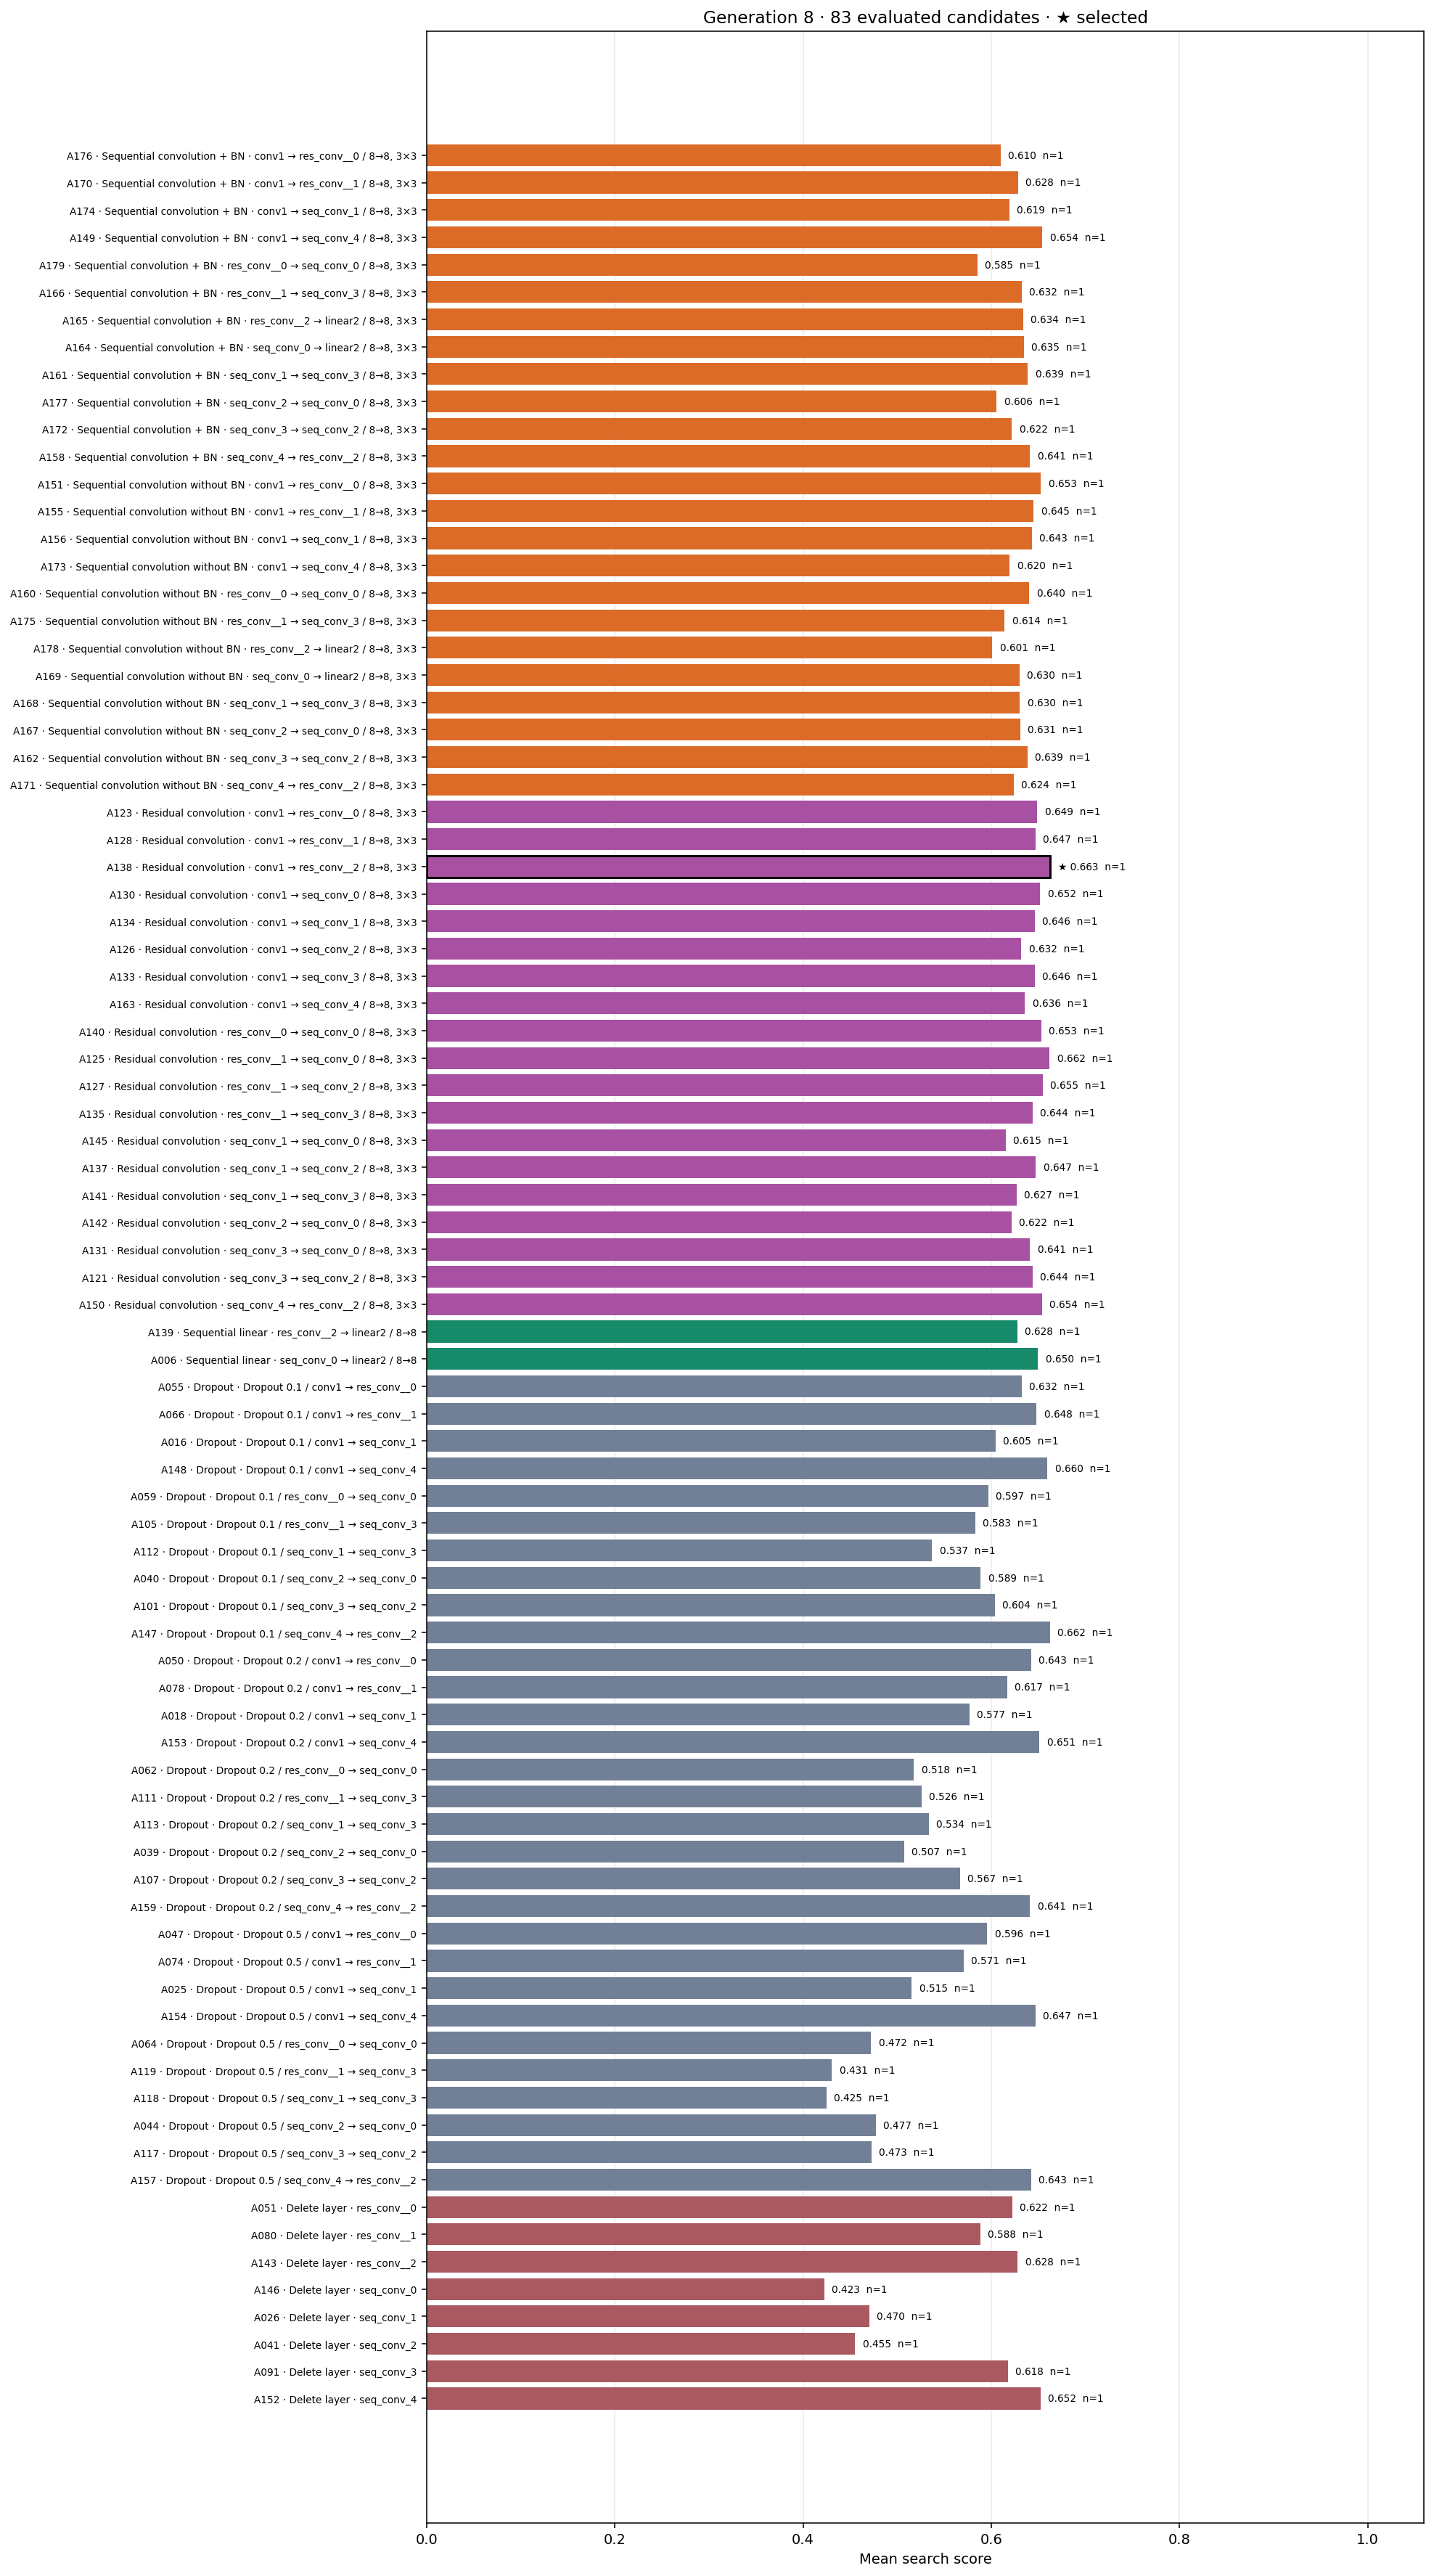 Generation 8 · 83 evaluated candidates · ★ selected
A176 · Sequential convolution + BN · conv1 → res_conv__0 / 8→8, 3×3 0.610 n=1
A170 · Sequential convolution + BN · conv1 → res_conv__1 / 8→8, 3×3 0.628 n=1
A174 · Sequential convolution + BN · conv1 → seq_conv_1 / 8→8, 3×3 0.619 n=1
A149 · Sequential convolution + BN · conv1 → seq_conv_4 / 8→8, 3×3 0.654 n=1
A179 · Sequential convolution + BN · res_conv__0 → seq_conv_0 / 8→8, 3×3 0.585 n=1
A166 · Sequential convolution + BN · res_conv__1 → seq_conv_3 / 8→8, 3×3 0.632 n=1
A165 · Sequential convolution + BN · res_conv__2 → linear2 / 8→8, 3×3 0.634 n=1
A164 · Sequential convolution + BN · seq_conv_0 → linear2 / 8→8, 3×3 0.635 n=1
A161 · Sequential convolution + BN · seq_conv_1 → seq_conv_3 / 8→8, 3×3 0.639 n=1
A177 · Sequential convolution + BN · seq_conv_2 → seq_conv_0 / 8→8, 3×3 0.606 n=1
A172 · Sequential convolution + BN · seq_conv_3 → seq_conv_2 / 8→8, 3×3 0.622 n=1
A158 · Sequential convolution + BN · seq_conv_4 → res_conv__2 / 8→8, 3×3 0.641 n=1
A151 · Sequential convolution without BN · conv1 → res_conv__0 / 8→8, 3×3 0.653 n=1
A155 · Sequential convolution without BN · conv1 → res_conv__1 / 8→8, 3×3 0.645 n=1
A156 · Sequential convolution without BN · conv1 → seq_conv_1 / 8→8, 3×3 0.643 n=1
A173 · Sequential convolution without BN · conv1 → seq_conv_4 / 8→8, 3×3 0.620 n=1
A160 · Sequential convolution without BN · res_conv__0 → seq_conv_0 / 8→8, 3×3 0.640 n=1
A175 · Sequential convolution without BN · res_conv__1 → seq_conv_3 / 8→8, 3×3 0.614 n=1
A178 · Sequential convolution without BN · res_conv__2 → linear2 / 8→8, 3×3 0.601 n=1
A169 · Sequential convolution without BN · seq_conv_0 → linear2 / 8→8, 3×3 0.630 n=1
A168 · Sequential convolution without BN · seq_conv_1 → seq_conv_3 / 8→8, 3×3 0.630 n=1
A167 · Sequential convolution without BN · seq_conv_2 → seq_conv_0 / 8→8, 3×3 0.631 n=1
A162 · Sequential convolution without BN · seq_conv_3 → seq_conv_2 / 8→8, 3×3 0.639 n=1
A171 · Sequential convolution without BN · seq_conv_4 → res_conv__2 / 8→8, 3×3 0.624 n=1
A123 · Residual convolution · conv1 → res_conv__0 / 8→8, 3×3 0.649 n=1
A128 · Residual convolution · conv1 → res_conv__1 / 8→8, 3×3 0.647 n=1
A138 · Residual convolution · conv1 → res_conv__2 / 8→8, 3×3 ★ 0.663 n=1
A130 · Residual convolution · conv1 → seq_conv_0 / 8→8, 3×3 0.652 n=1
A134 · Residual convolution · conv1 → seq_conv_1 / 8→8, 3×3 0.646 n=1
A126 · Residual convolution · conv1 → seq_conv_2 / 8→8, 3×3 0.632 n=1
A133 · Residual convolution · conv1 → seq_conv_3 / 8→8, 3×3 0.646 n=1
A163 · Residual convolution · conv1 → seq_conv_4 / 8→8, 3×3 0.636 n=1
A140 · Residual convolution · res_conv__0 → seq_conv_0 / 8→8, 3×3 0.653 n=1
A125 · Residual convolution · res_conv__1 → seq_conv_0 / 8→8, 3×3 0.662 n=1
A127 · Residual convolution · res_conv__1 → seq_conv_2 / 8→8, 3×3 0.655 n=1
A135 · Residual convolution · res_conv__1 → seq_conv_3 / 8→8, 3×3 0.644 n=1
A145 · Residual convolution · seq_conv_1 → seq_conv_0 / 8→8, 3×3 0.615 n=1
A137 · Residual convolution · seq_conv_1 → seq_conv_2 / 8→8, 3×3 0.647 n=1
A141 · Residual convolution · seq_conv_1 → seq_conv_3 / 8→8, 3×3 0.627 n=1
A142 · Residual convolution · seq_conv_2 → seq_conv_0 / 8→8, 3×3 0.622 n=1
A131 · Residual convolution · seq_conv_3 → seq_conv_0 / 8→8, 3×3 0.641 n=1
A121 · Residual convolution · seq_conv_3 → seq_conv_2 / 8→8, 3×3 0.644 n=1
A150 · Residual convolution · seq_conv_4 → res_conv__2 / 8→8, 3×3 0.654 n=1
A139 · Sequential linear · res_conv__2 → linear2 / 8→8 0.628 n=1
A006 · Sequential linear · seq_conv_0 → linear2 / 8→8 0.650 n=1
A055 · Dropout · Dropout 0.1 / conv1 → res_conv__0 0.632 n=1
A066 · Dropout · Dropout 0.1 / conv1 → res_conv__1 0.648 n=1
A016 · Dropout · Dropout 0.1 / conv1 → seq_conv_1 0.605 n=1
A148 · Dropout · Dropout 0.1 / conv1 → seq_conv_4 0.660 n=1
A059 · Dropout · Dropout 0.1 / res_conv__0 → seq_conv_0 0.597 n=1
A105 · Dropout · Dropout 0.1 / res_conv__1 → seq_conv_3 0.583 n=1
A112 · Dropout · Dropout 0.1 / seq_conv_1 → seq_conv_3 0.537 n=1
A040 · Dropout · Dropout 0.1 / seq_conv_2 → seq_conv_0 0.589 n=1
A101 · Dropout · Dropout 0.1 / seq_conv_3 → seq_conv_2 0.604 n=1
A147 · Dropout · Dropout 0.1 / seq_conv_4 → res_conv__2 0.662 n=1
A050 · Dropout · Dropout 0.2 / conv1 → res_conv__0 0.643 n=1
A078 · Dropout · Dropout 0.2 / conv1 → res_conv__1 0.617 n=1
A018 · Dropout · Dropout 0.2 / conv1 → seq_conv_1 0.577 n=1
A153 · Dropout · Dropout 0.2 / conv1 → seq_conv_4 0.651 n=1
A062 · Dropout · Dropout 0.2 / res_conv__0 → seq_conv_0 0.518 n=1
A111 · Dropout · Dropout 0.2 / res_conv__1 → seq_conv_3 0.526 n=1
A113 · Dropout · Dropout 0.2 / seq_conv_1 → seq_conv_3 0.534 n=1
A039 · Dropout · Dropout 0.2 / seq_conv_2 → seq_conv_0 0.507 n=1
A107 · Dropout · Dropout 0.2 / seq_conv_3 → seq_conv_2 0.567 n=1
A159 · Dropout · Dropout 0.2 / seq_conv_4 → res_conv__2 0.641 n=1
A047 · Dropout · Dropout 0.5 / conv1 → res_conv__0 0.596 n=1
A074 · Dropout · Dropout 0.5 / conv1 → res_conv__1 0.571 n=1
A025 · Dropout · Dropout 0.5 / conv1 → seq_conv_1 0.515 n=1
A154 · Dropout · Dropout 0.5 / conv1 → seq_conv_4 0.647 n=1
A064 · Dropout · Dropout 0.5 / res_conv__0 → seq_conv_0 0.472 n=1
A119 · Dropout · Dropout 0.5 / res_conv__1 → seq_conv_3 0.431 n=1
A118 · Dropout · Dropout 0.5 / seq_conv_1 → seq_conv_3 0.425 n=1
A044 · Dropout · Dropout 0.5 / seq_conv_2 → seq_conv_0 0.477 n=1
A117 · Dropout · Dropout 0.5 / seq_conv_3 → seq_conv_2 0.473 n=1
A157 · Dropout · Dropout 0.5 / seq_conv_4 → res_conv__2 0.643 n=1
A051 · Delete layer · res_conv__0 0.622 n=1
A080 · Delete layer · res_conv__1 0.588 n=1
A143 · Delete layer · res_conv__2 0.628 n=1
A146 · Delete layer · seq_conv_0 0.423 n=1
A026 · Delete layer · seq_conv_1 0.470 n=1
A041 · Delete layer · seq_conv_2 0.455 n=1
A091 · Delete layer · seq_conv_3 0.618 n=1
A152 · Delete layer · seq_conv_4 0.652 n=1
0.0 0.2 0.4 0.6 0.8 1.0
Mean search score